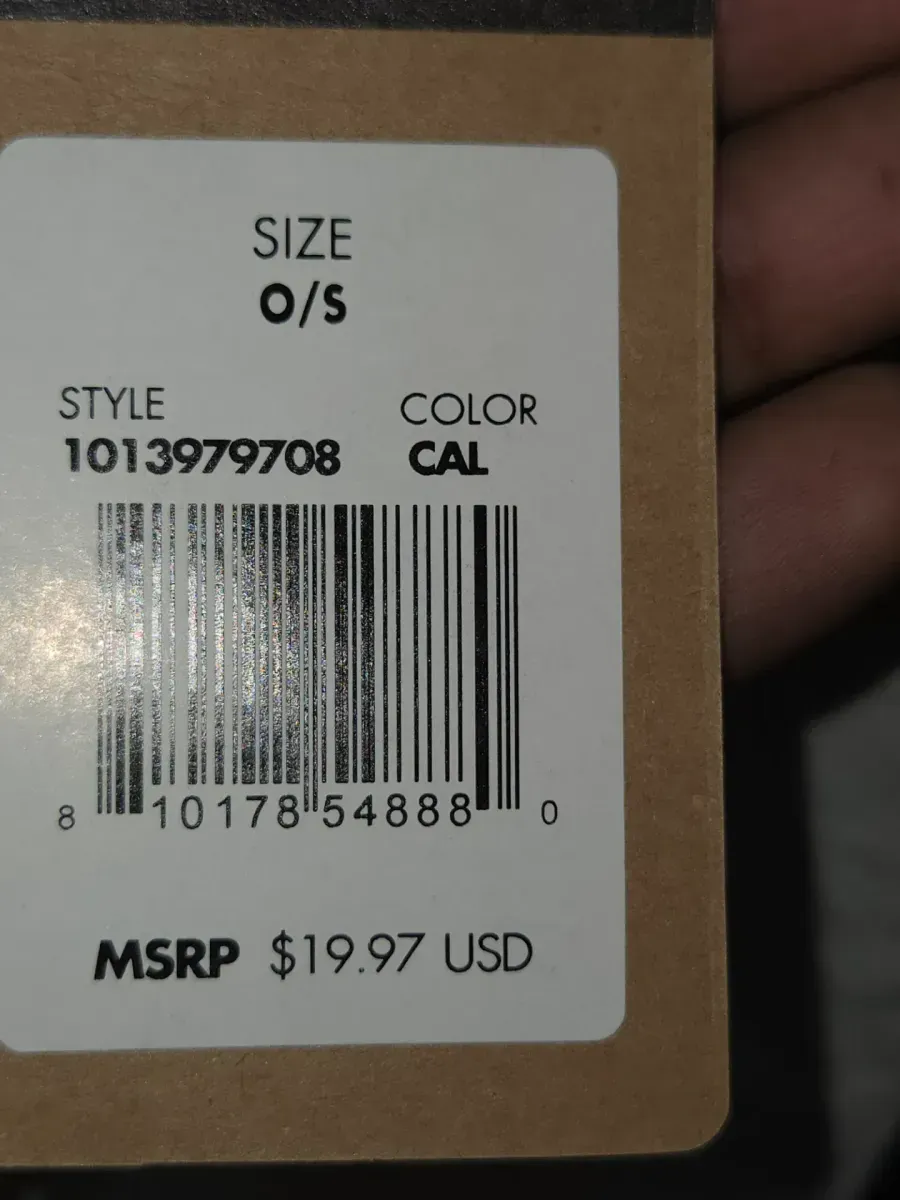 SIZE
O/S
STYLE COLOR
1013979708 CAL
8 10178 54888 0
MSRP $19.97 USD